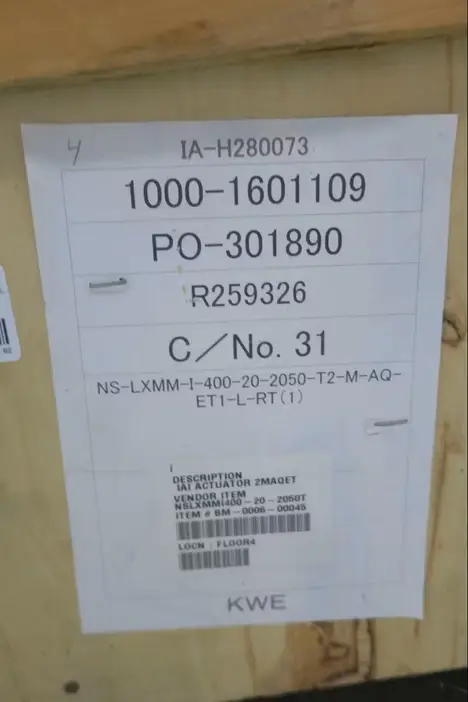 4
IA-H280073
1000-1601109
PO-301890
R259326
C／No. 31
NS-LXMM-I-400-20-2050-T2-M-AQ-
ET1-L-RT(1)
DESCRIPTION
IAI ACTUATOR 2MAQET
VENDOR ITEM
NSLXMMI400-20-2050T
ITEM # BM-0006-00045
LOCN : FLOOR4
KWE